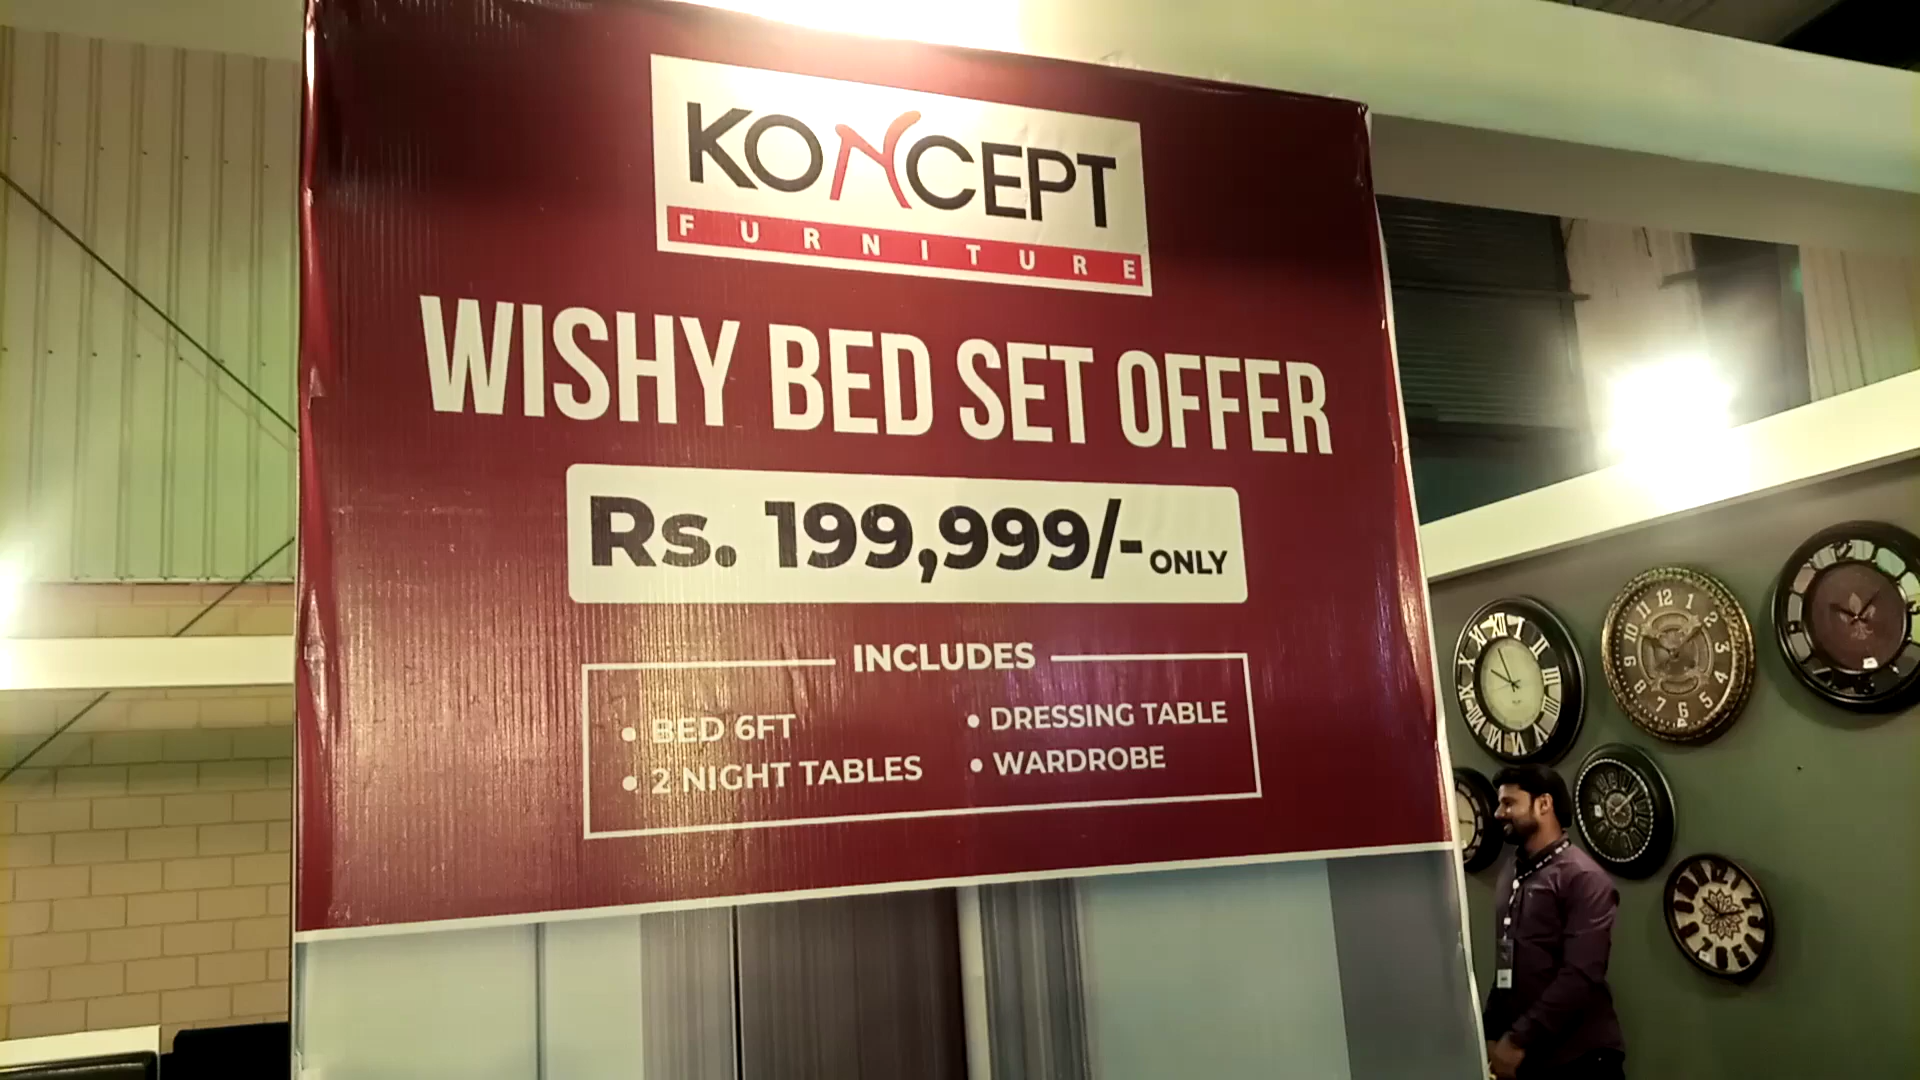 KONCEPT
FURNITURE
WISHY BED SET OFFER
Rs. 199,999/- ONLY
INCLUDES
• BED 6FT
• 2 NIGHT TABLES
• DRESSING TABLE
• WARDROBE